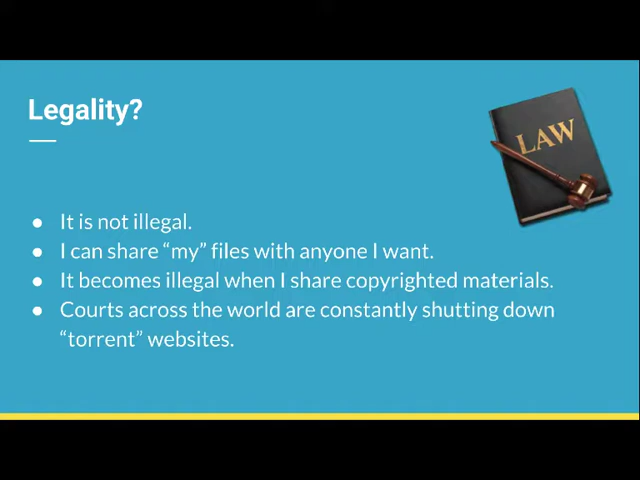 Legality?
LAW
● It is not illegal.
● I can share “my” files with anyone I want.
● It becomes illegal when I share copyrighted materials.
● Courts across the world are constantly shutting down
“torrent” websites.